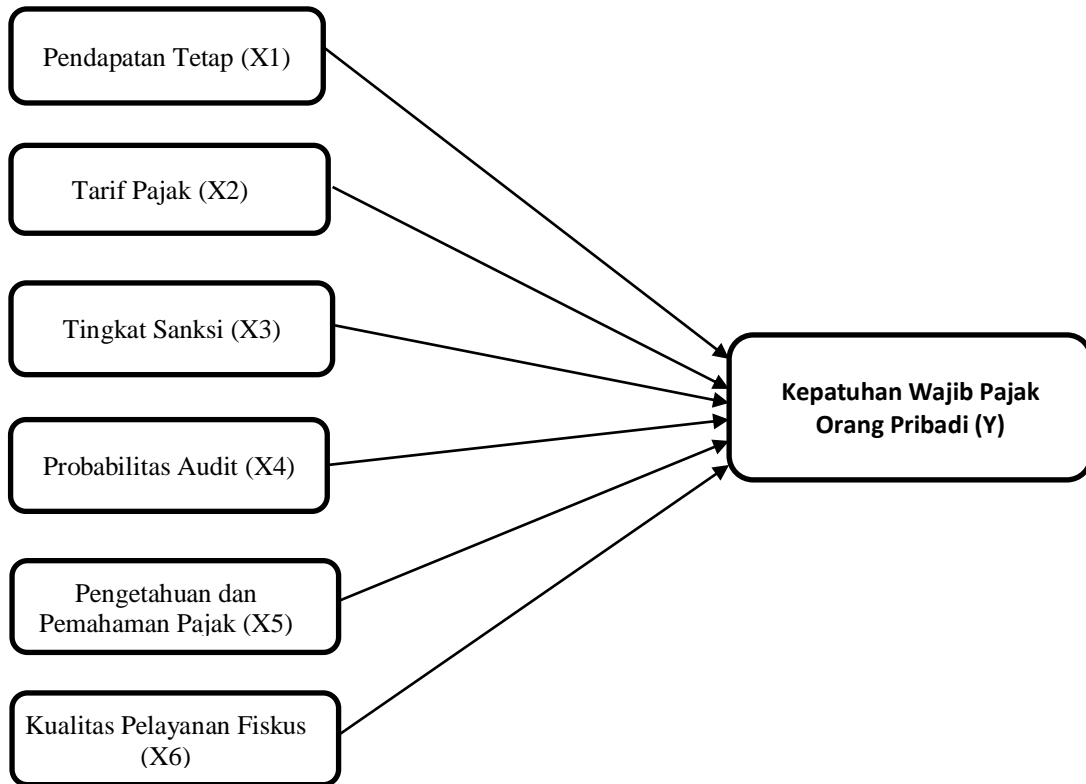 Pendapatan Tetap (X1)
Tarif Pajak (X2)
Tingkat Sanksi (X3)
Probabilitas Audit (X4)
Pengetahuan dan
Pemahaman Pajak (X5)
Kualitas Pelayanan Fiskus
(X6)
Kepatuhan Wajib Pajak
Orang Pribadi (Y)